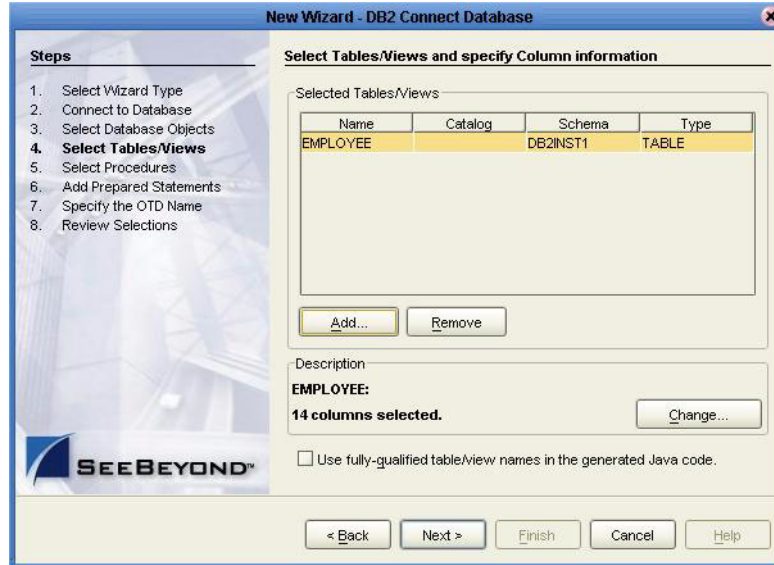 New Wizard - DB2 Connect Database
Steps
1. Select Wizard Type
2. Connect to Database
3. Select Database Objects
4. Select Tables/Views
5. Select Procedures
6. Add Prepared Statements
7. Specify the OTD Name
8. Review Selections
SEEBEYOND™
Select Tables/Views and specify Column information
Selected Tables/Views
Name Catalog Schema Type
EMPLOYEE DB2INST1 TABLE
Add... Remove
Description
EMPLOYEE:
14 columns selected. Change...
Use fully-qualified table/view names in the generated Java code.
< Back Next > Finish Cancel Help